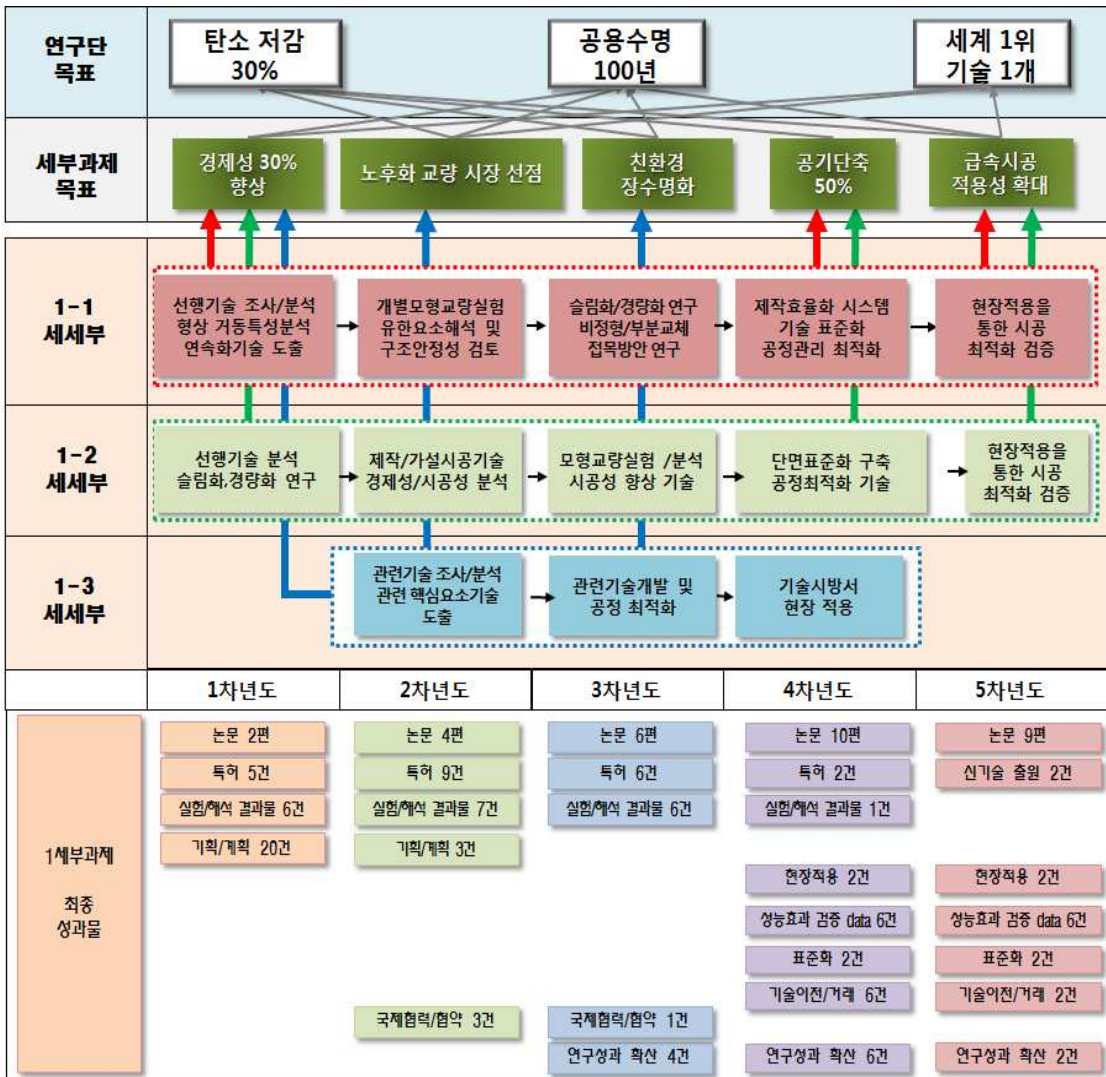 연구단
목표
탄소 저감
30%
공용수명
100년
세계 1위
기술 1개
세부과제
목표
경제성 30%
향상
노후화 교량 시장 선점
친환경
장수명화
공기단축
50%
급속시공
적용성 확대
1-1
세세부
선행기술 조사/분석
형상 거동특성분석
연속화기술 도출
개별모형교량실험
유한요소해석 및
구조안정성 검토
슬림화/경량화 연구
비정형/부분교체
접목방안 연구
제작효율화 시스템
기술 표준화
공정관리 최적화
현장적용을
통한 시공
최적화 검증
1-2
세세부
선행기술 분석
슬림화,경량화 연구
제작/가설시공기술
경제성/시공성 분석
모형교량실험 /분석
시공성 향상 기술
단면표준화 구축
공정최적화 기술
현장적용을
통한 시공
최적화 검증
1-3
세세부
관련기술 조사/분석
관련 핵심요소기술
도출
관련기술개발 및
공정 최적화
기술시방서
현장 적용
1차년도
2차년도
3차년도
4차년도
5차년도
1세부과제
최종
성과물
논문 2편
논문 4편
논문 6편
논문 10편
논문 9편
특허 5건
특허 9건
특허 6건
특허 2건
신기술 출원 2건
실험/해석 결과물 6건
실험/해석 결과물 7건
실험/해석 결과물 6건
실험/해석 결과물 1건
기획/계획 20건
기획/계획 3건
현장적용 2건
현장적용 2건
성능효과 검증 data 6건
성능효과 검증 data 6건
표준화 2건
표준화 2건
기술이전/거래 6건
기술이전/거래 2건
국제협력/협약 3건
국제협력/협약 1건
연구성과 확산 4건
연구성과 확산 6건
연구성과 확산 2건